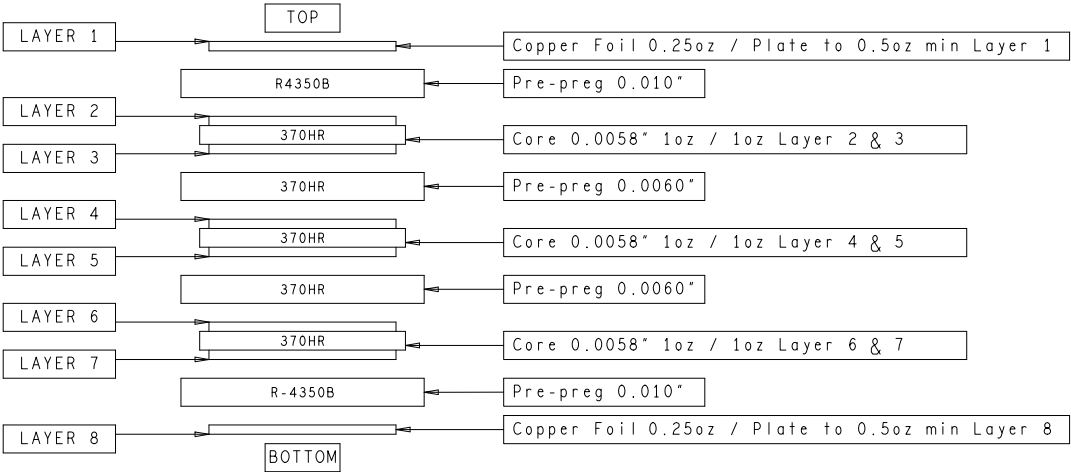 TOP
LAYER 1
Copper Foil 0.25oz / Plate to 0.5oz min Layer 1
R4350B
Pre-preg 0.010"
LAYER 2
370HR
Core 0.0058" 1oz / 1oz Layer 2 & 3
LAYER 3
370HR
Pre-preg 0.0060"
LAYER 4
370HR
Core 0.0058" 1oz / 1oz Layer 4 & 5
LAYER 5
370HR
Pre-preg 0.0060"
LAYER 6
370HR
Core 0.0058" 1oz / 1oz Layer 6 & 7
LAYER 7
R-4350B
Pre-preg 0.010"
LAYER 8
Copper Foil 0.25oz / Plate to 0.5oz min Layer 8
BOTTOM